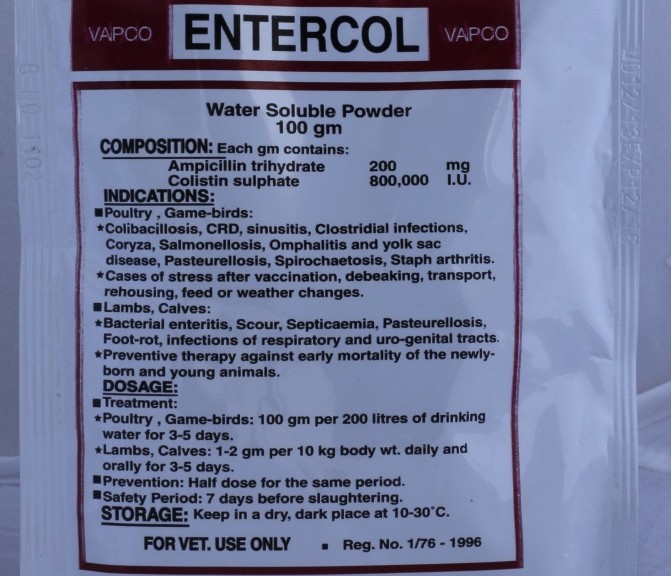 VAPCO ENTERCOL VAPCO
Water Soluble Powder
100 gm
COMPOSITION: Each gm contains:
Ampicillin trihydrate 200 mg
Colistin sulphate 800,000 I.U.
INDICATIONS:
■ Poultry , Game-birds:
★Colibacillosis, CRD, sinusitis, Clostridial infections,
Coryza, Salmonellosis, Omphalitis and yolk sac
disease, Pasteurellosis, Spirochaetosis, Staph arthritis.
★Cases of stress after vaccination, debeaking, transport,
rehousing, feed or weather changes.
■ Lambs, Calves:
★Bacterial enteritis, Scour, Septicaemia, Pasteurellosis,
Foot-rot, infections of respiratory and uro-genital tracts.
★Preventive therapy against early mortality of the newly-
born and young animals.
DOSAGE:
■ Treatment:
★Poultry , Game-birds: 100 gm per 200 litres of drinking
water for 3-5 days.
★Lambs, Calves: 1-2 gm per 10 kg body wt. daily and
orally for 3-5 days.
■ Prevention: Half dose for the same period.
■ Safety Period: 7 days before slaughtering.
STORAGE: Keep in a dry, dark place at 10-30°C.
FOR VET. USE ONLY ■ Reg. No. 1/76 - 1996